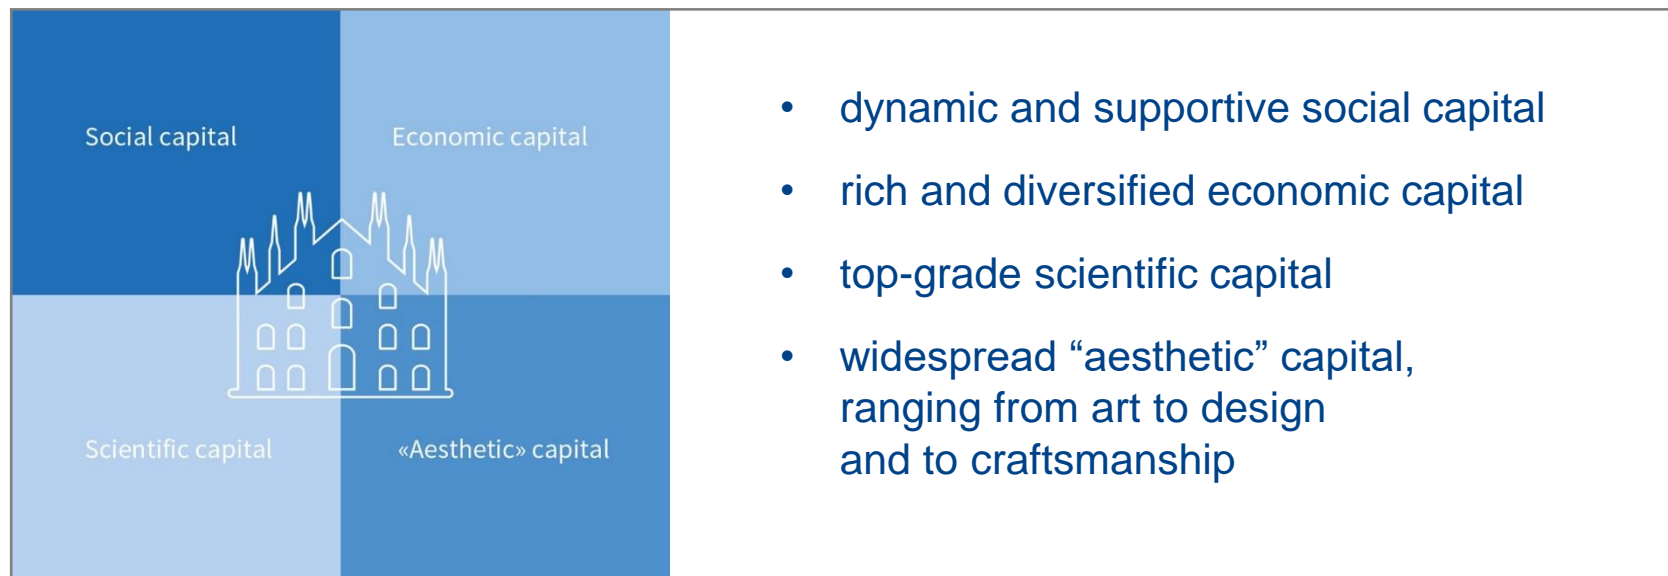 Social capital
Economic capital
Scientific capital
«Aesthetic» capital
• dynamic and supportive social capital
• rich and diversified economic capital
• top-grade scientific capital
• widespread “aesthetic” capital,
ranging from art to design
and to craftsmanship